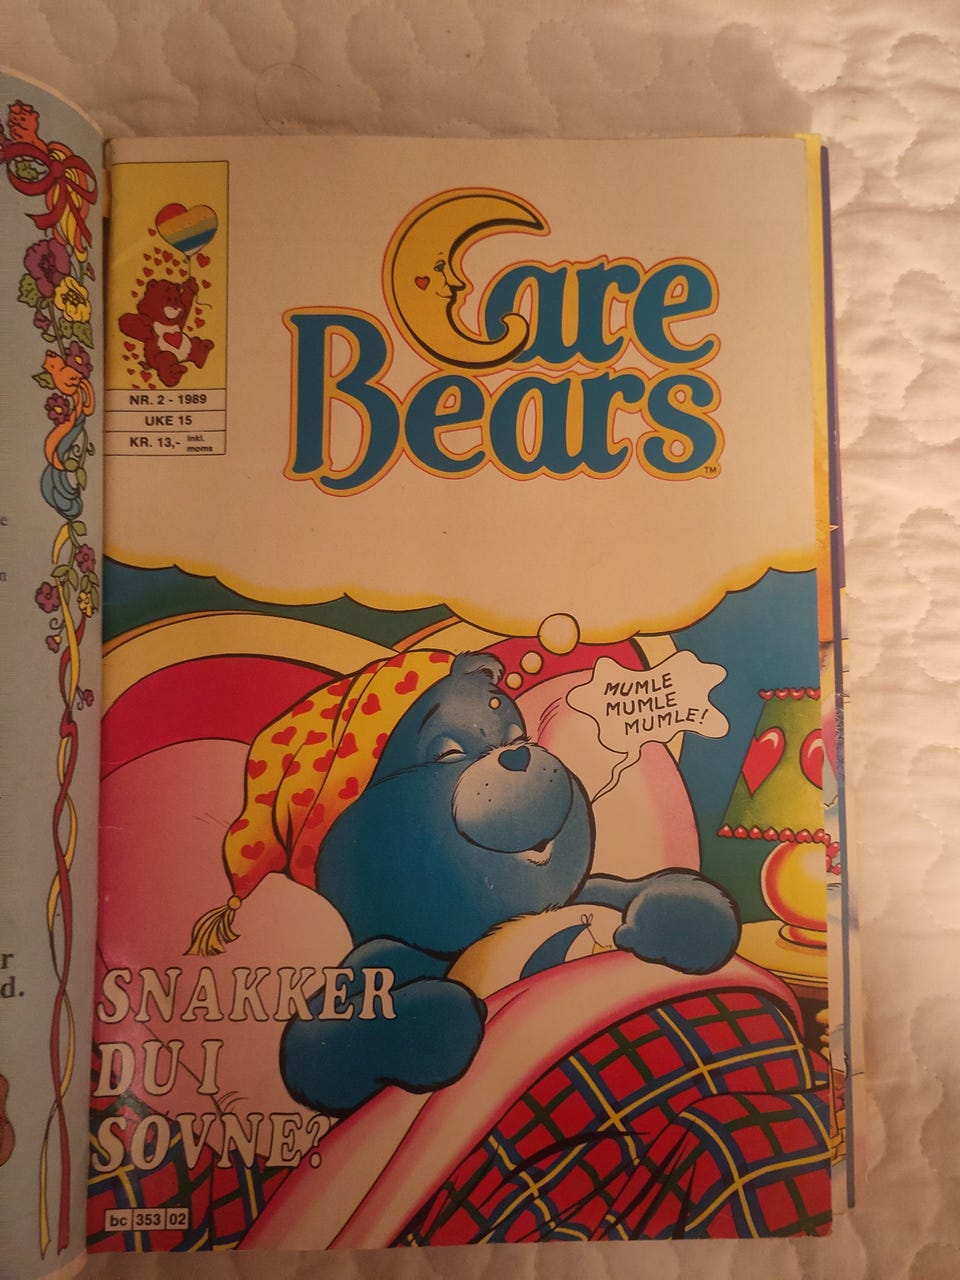 Care
Bears
TM
NR. 2 - 1989
UKE 15
KR. 13,- inkl. moms
MUMLE
MUMLE
MUMLE!
SNAKKER
DU I
SOVNE?
bc 353 02
r
d.
e
n